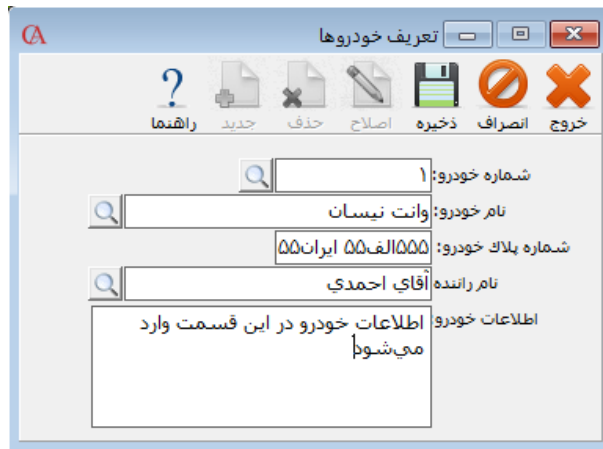 تعریف خودروها
خروج انصراف ذخیره اصلاح حذف جدید راهنما
شماره خودرو: ۱
نام خودرو: وانت نیسان
شماره پلاك خودرو: ۵۵۵الف۵۵ ایران۵۵
نام راننده آقاي احمدي
اطلاعات خودرو: اطلاعات خودرو در این قسمت وارد
مي‌شود